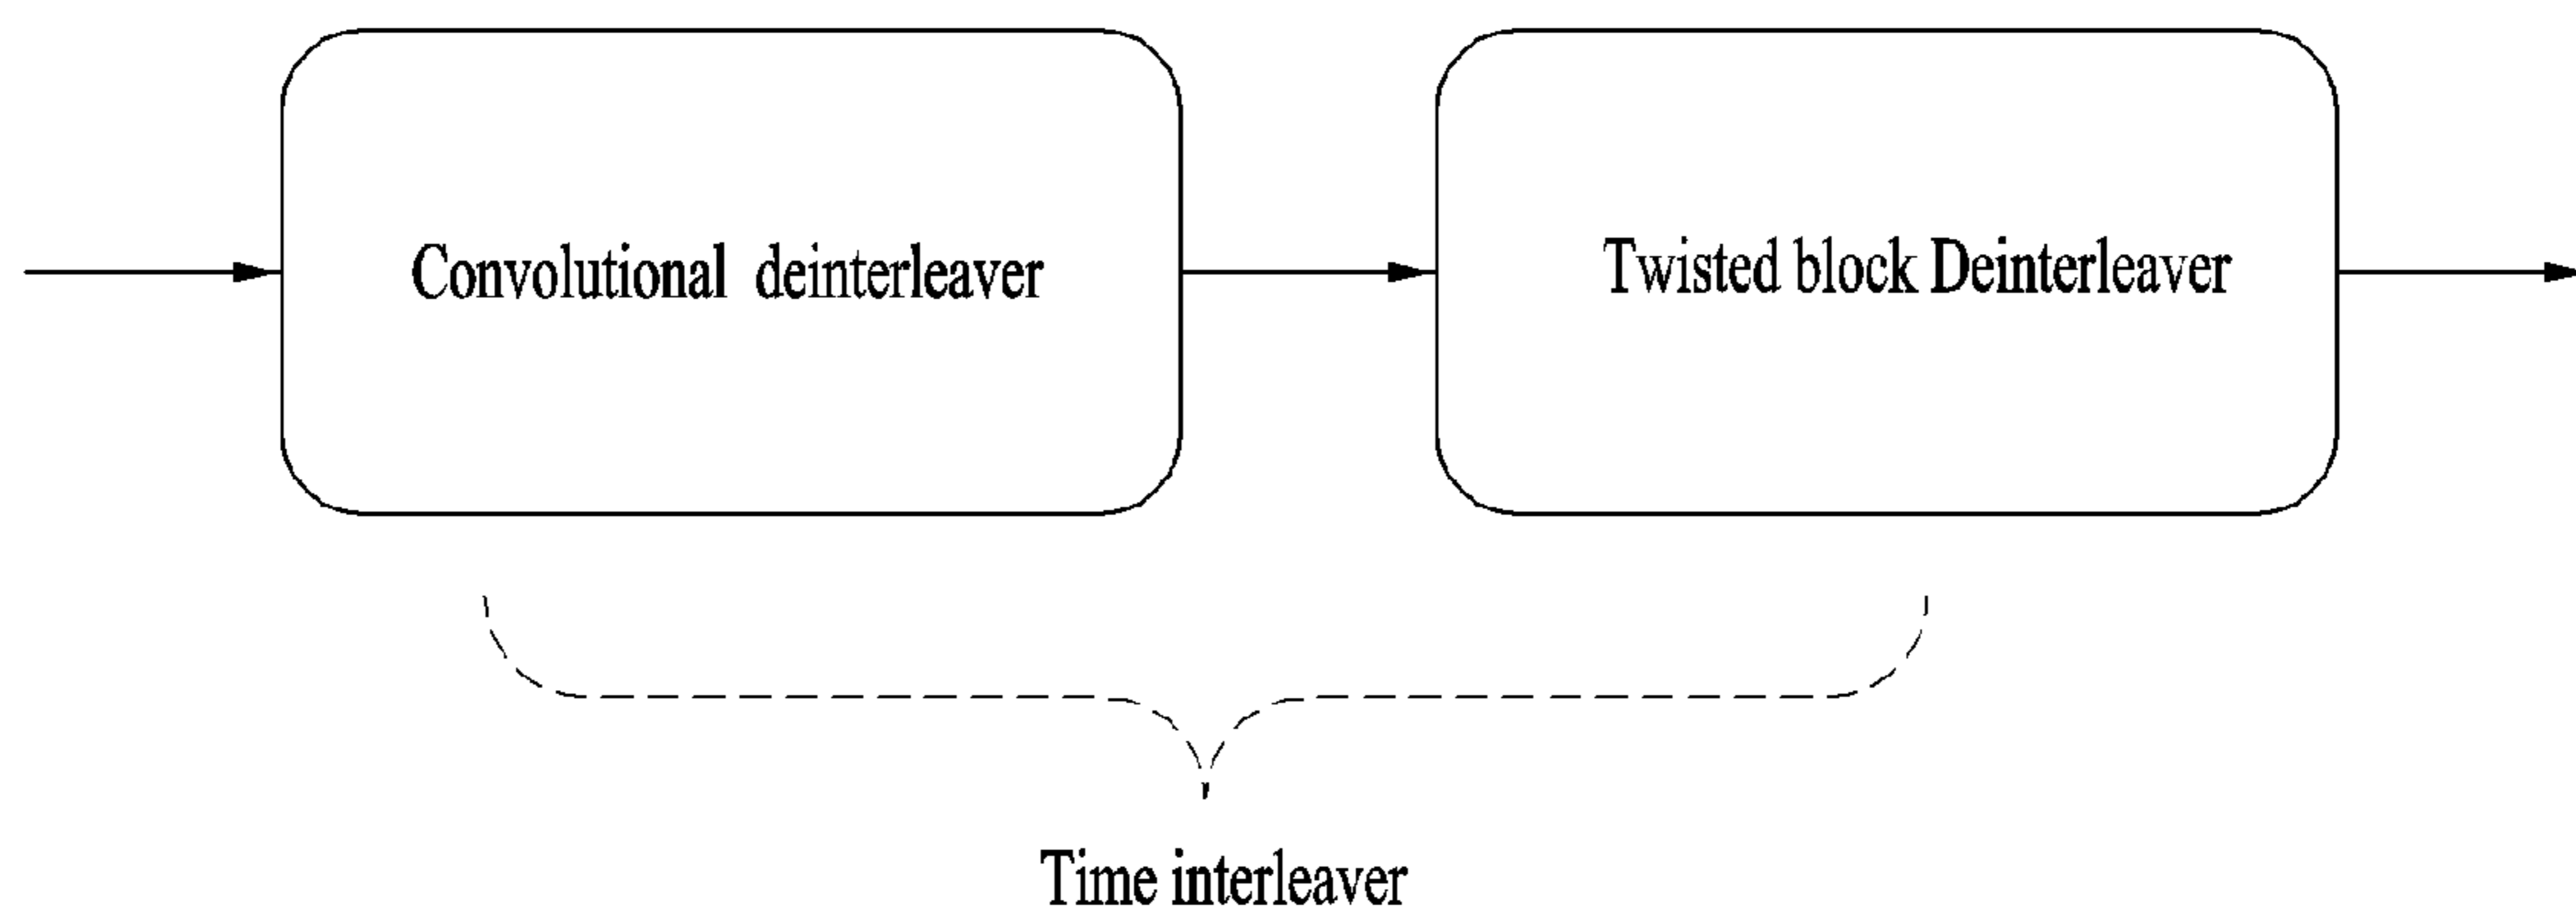 Convolutional deinterleaver
Twisted block Deinterleaver
Time interleaver